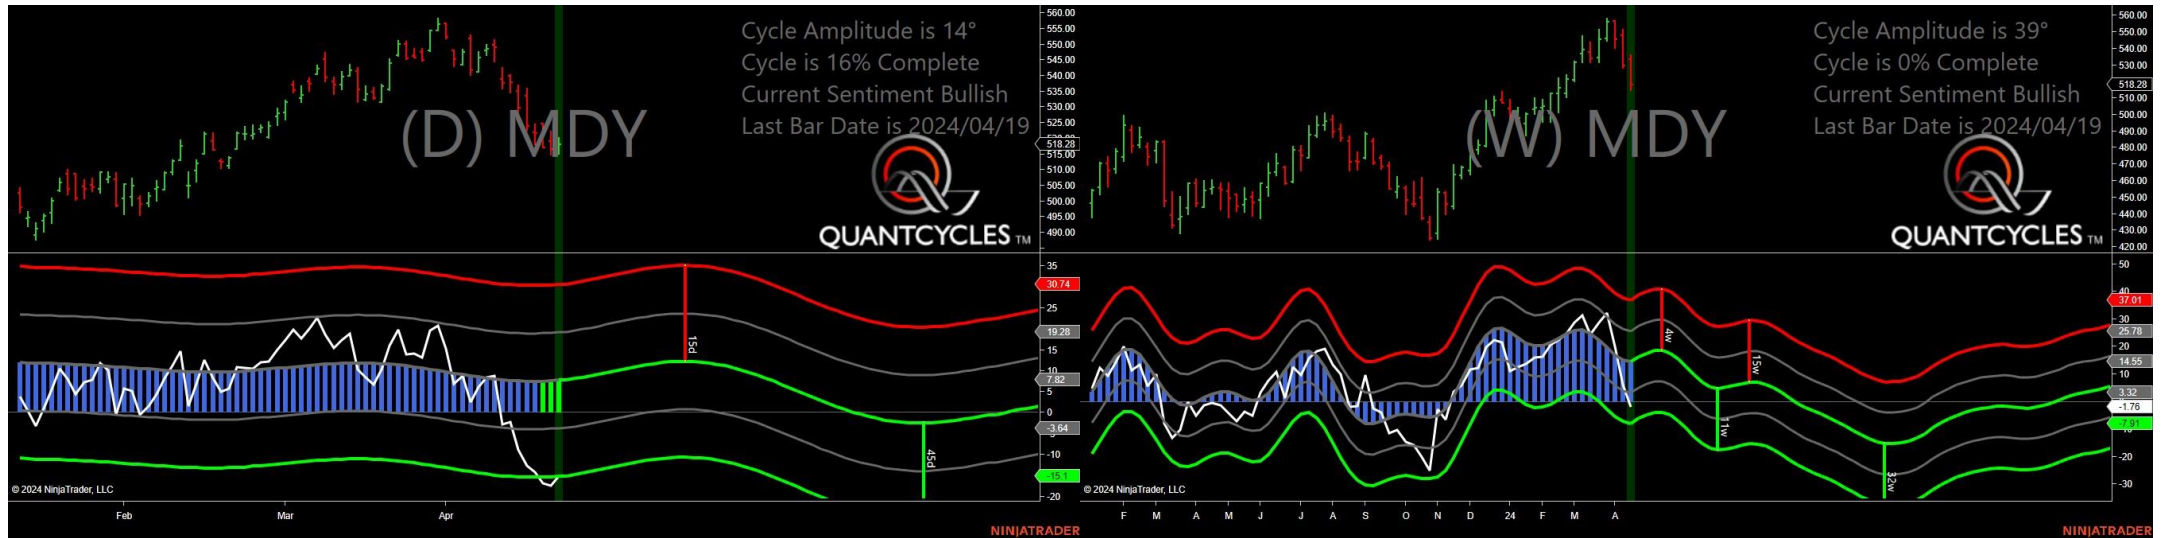 Cycle Amplitude is 14°
Cycle is 16% Complete
Current Sentiment Bullish
Last Bar Date is 2024/04/19
(D) MDY
QUANTCYCLES TM
560.00
555.00
550.00
545.00
540.00
535.00
530.00
525.00
518.28
515.00
510.00
505.00
500.00
495.00
490.00
35
30.74
25
19.28
15
10
7.82
5
0
-3.64
-10
-15.1
-20
15d
45d
© 2024 NinjaTrader, LLC
Feb Mar Apr
NINJATRADER
Cycle Amplitude is 39°
Cycle is 0% Complete
Current Sentiment Bullish
Last Bar Date is 2024/04/19
(W) MDY
QUANTCYCLES TM
560.00
550.00
540.00
530.00
518.28
510.00
500.00
490.00
480.00
470.00
460.00
450.00
440.00
430.00
420.00
50
40
37.01
30
25.78
20
14.55
10
3.32
-1.76
-7.91
-20
-30
4w
15w
11w
32w
© 2024 NinjaTrader, LLC
F M A M J J A S O N D 24 F M A
NINJATRADER